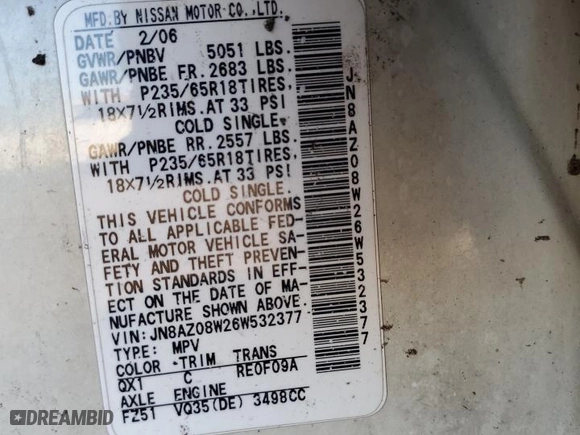 MFD. BY NISSAN MOTOR CO., LTD.
DATE 2/06
GVWR/PNBV 5051 LBS.
GAWR/PNBE FR. 2683 LBS.
WITH P235/65R18TIRES,
18X7½RIMS. AT 33 PSI
COLD SINGLE.
GAWR/PNBE RR. 2557 LBS.
WITH P235/65R18TIRES,
18X7½RIMS. AT 33 PSI
COLD SINGLE.
THIS VEHICLE CONFORMS
TO ALL APPLICABLE FED-
ERAL MOTOR VEHICLE SA-
FETY AND THEFT PREVEN-
TION STANDARDS IN EFF-
ECT ON THE DATE OF MA-
NUFACTURE SHOWN ABOVE.
VIN: JN8AZ08W26W532377
TYPE: MPV
COLOR TRIM TRANS
QX1 C RE0F09A
AXLE ENGINE
FZ51 VQ35(DE) 3498CC
JN8AZ08W26W532377
DREAMBID